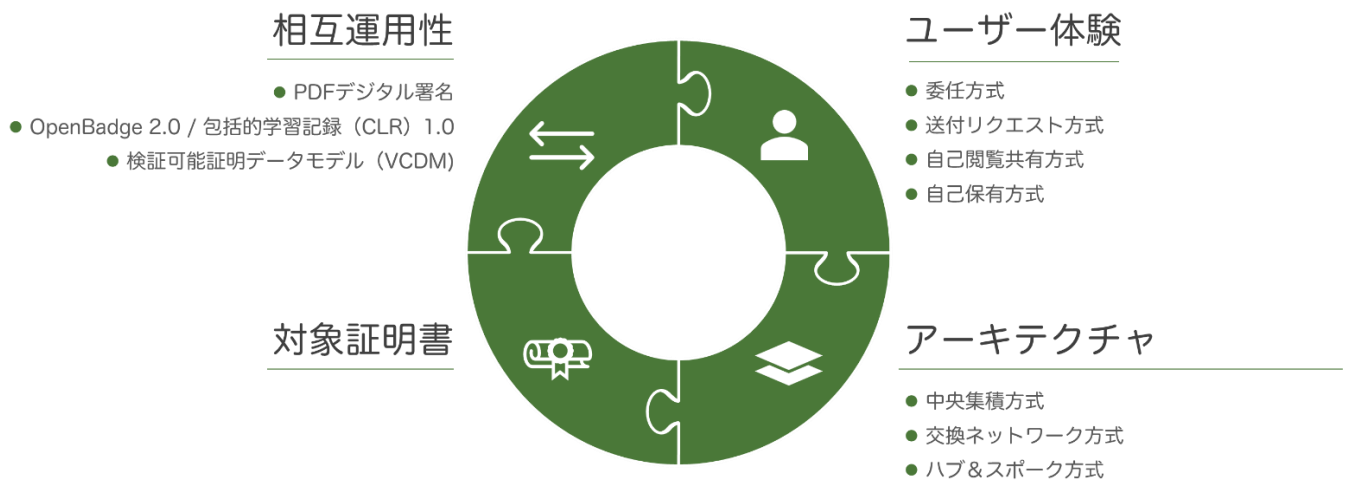 相互運用性
● PDFデジタル署名
● OpenBadge 2.0 / 包括的学習記録（CLR）1.0
● 検証可能証明データモデル（VCDM)
ユーザー体験
● 委任方式
● 送付リクエスト方式
● 自己閲覧共有方式
● 自己保有方式
対象証明書
アーキテクチャ
● 中央集積方式
● 交換ネットワーク方式
● ハブ＆スポーク方式